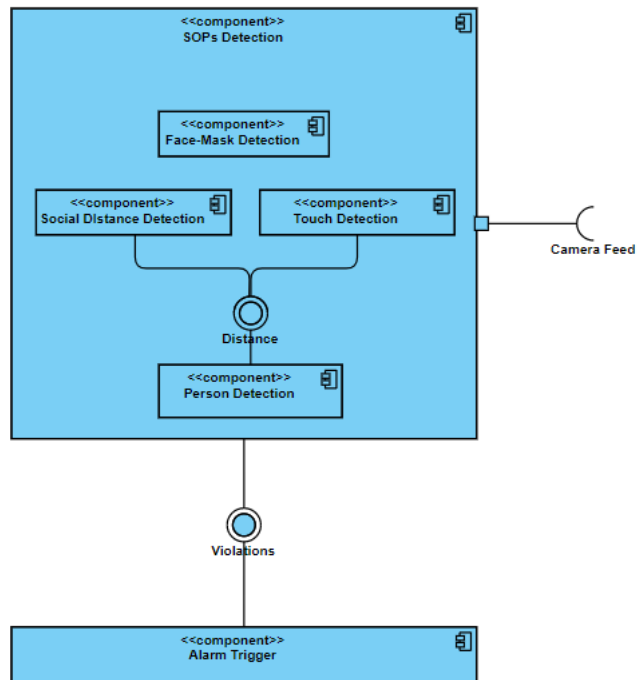 <<component>>
SOPs Detection
<<component>>
Face-Mask Detection
<<component>>
Social DIstance Detection
<<component>>
Touch Detection
Camera Feed
Distance
<<component>>
Person Detection
Violations
<<component>>
Alarm Trigger